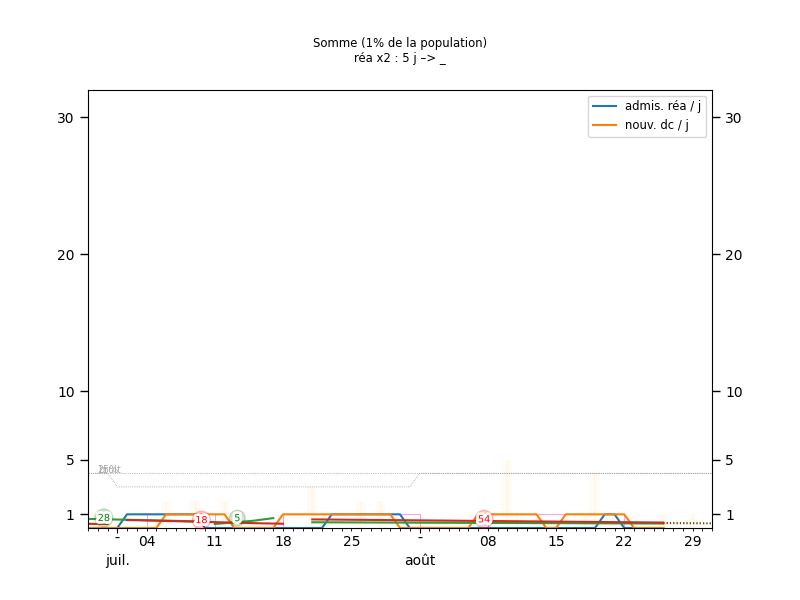 Somme (1% de la population)
réa x2 : 5 j –> _
admis. réa / j
nouv. dc / j
30 30
20 20
10 10
5 5
1 1
28 18 5 54
- 04 11 18 25 - 08 15 22 29
juil. août